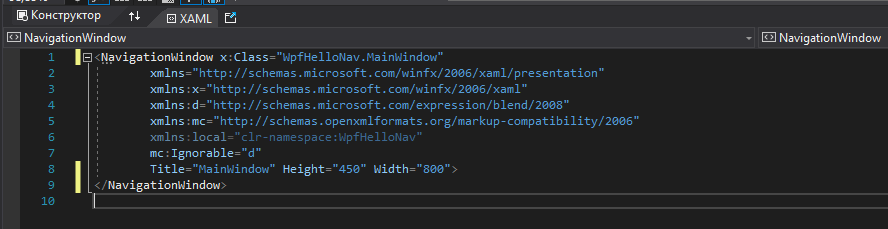 Конструктор
XAML
NavigationWindow
NavigationWindow
1 <NavigationWindow x:Class="WpfHelloNav.MainWindow"
2 xmlns="http://schemas.microsoft.com/winfx/2006/xaml/presentation"
3 xmlns:x="http://schemas.microsoft.com/winfx/2006/xaml"
4 xmlns:d="http://schemas.microsoft.com/expression/blend/2008"
5 xmlns:mc="http://schemas.openxmlformats.org/markup-compatibility/2006"
6 xmlns:local="clr-namespace:WpfHelloNav"
7 mc:Ignorable="d"
8 Title="MainWindow" Height="450" Width="800">
9 </NavigationWindow>
10